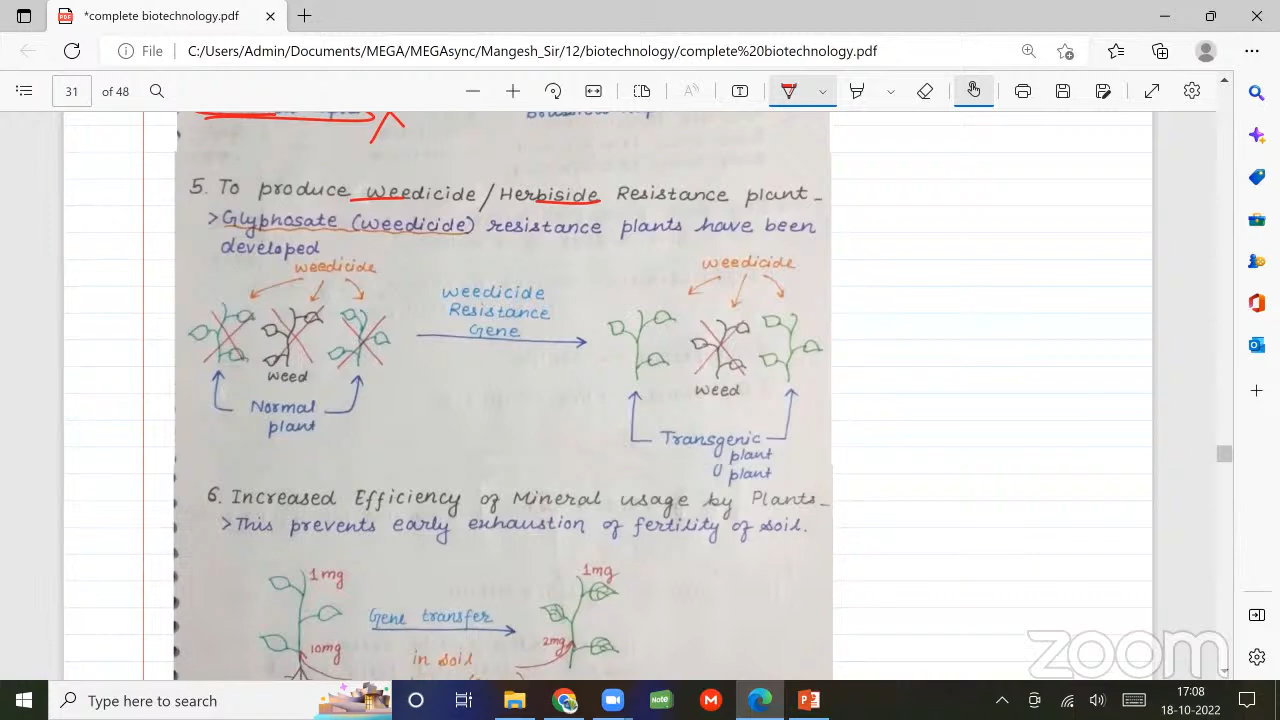 *complete biotechnology.pdf
File C:/Users/Admin/Documents/MEGA/MEGAsync/Mangesh_Sir/12/biotechnology/complete%20biotechnology.pdf
31 of 48
5. To produce weedicide/Herbiside Resistance plant-
>Glyphosate (weedicide) resistance plants have been
developed
weedicide
weedicide
Weedicide
Resistance
Gene
weed
weed
Normal
plant
Transgenic
plant
plant
6. Increased Efficiency of Mineral usage by Plants-
>This prevents early exhaustion of fertility of soil.
1mg
1mg
Gene transfer
10mg
2mg
in soil
zoom
Type here to search
Note
17:08
18-10-2022